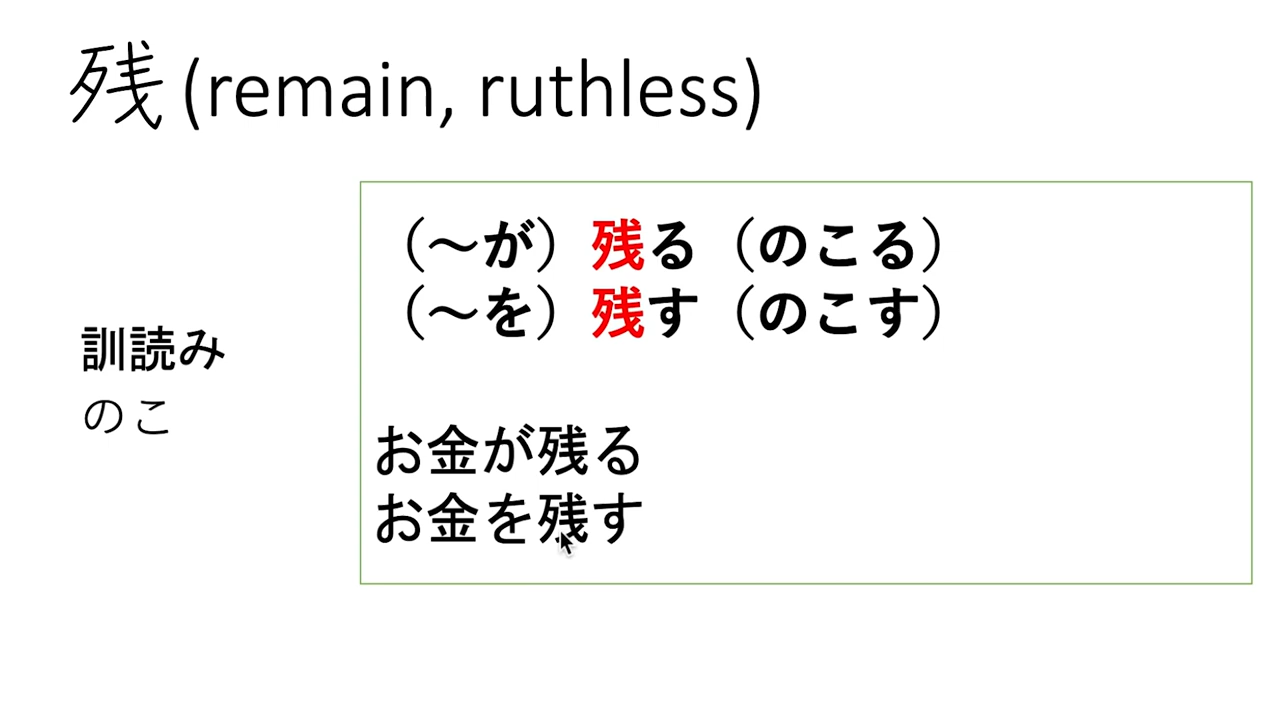 残 (remain, ruthless)
(～が) 残る (のこる)
(～を) 残す (のこす)
訓読み
のこ
お金が残る
お金を残す